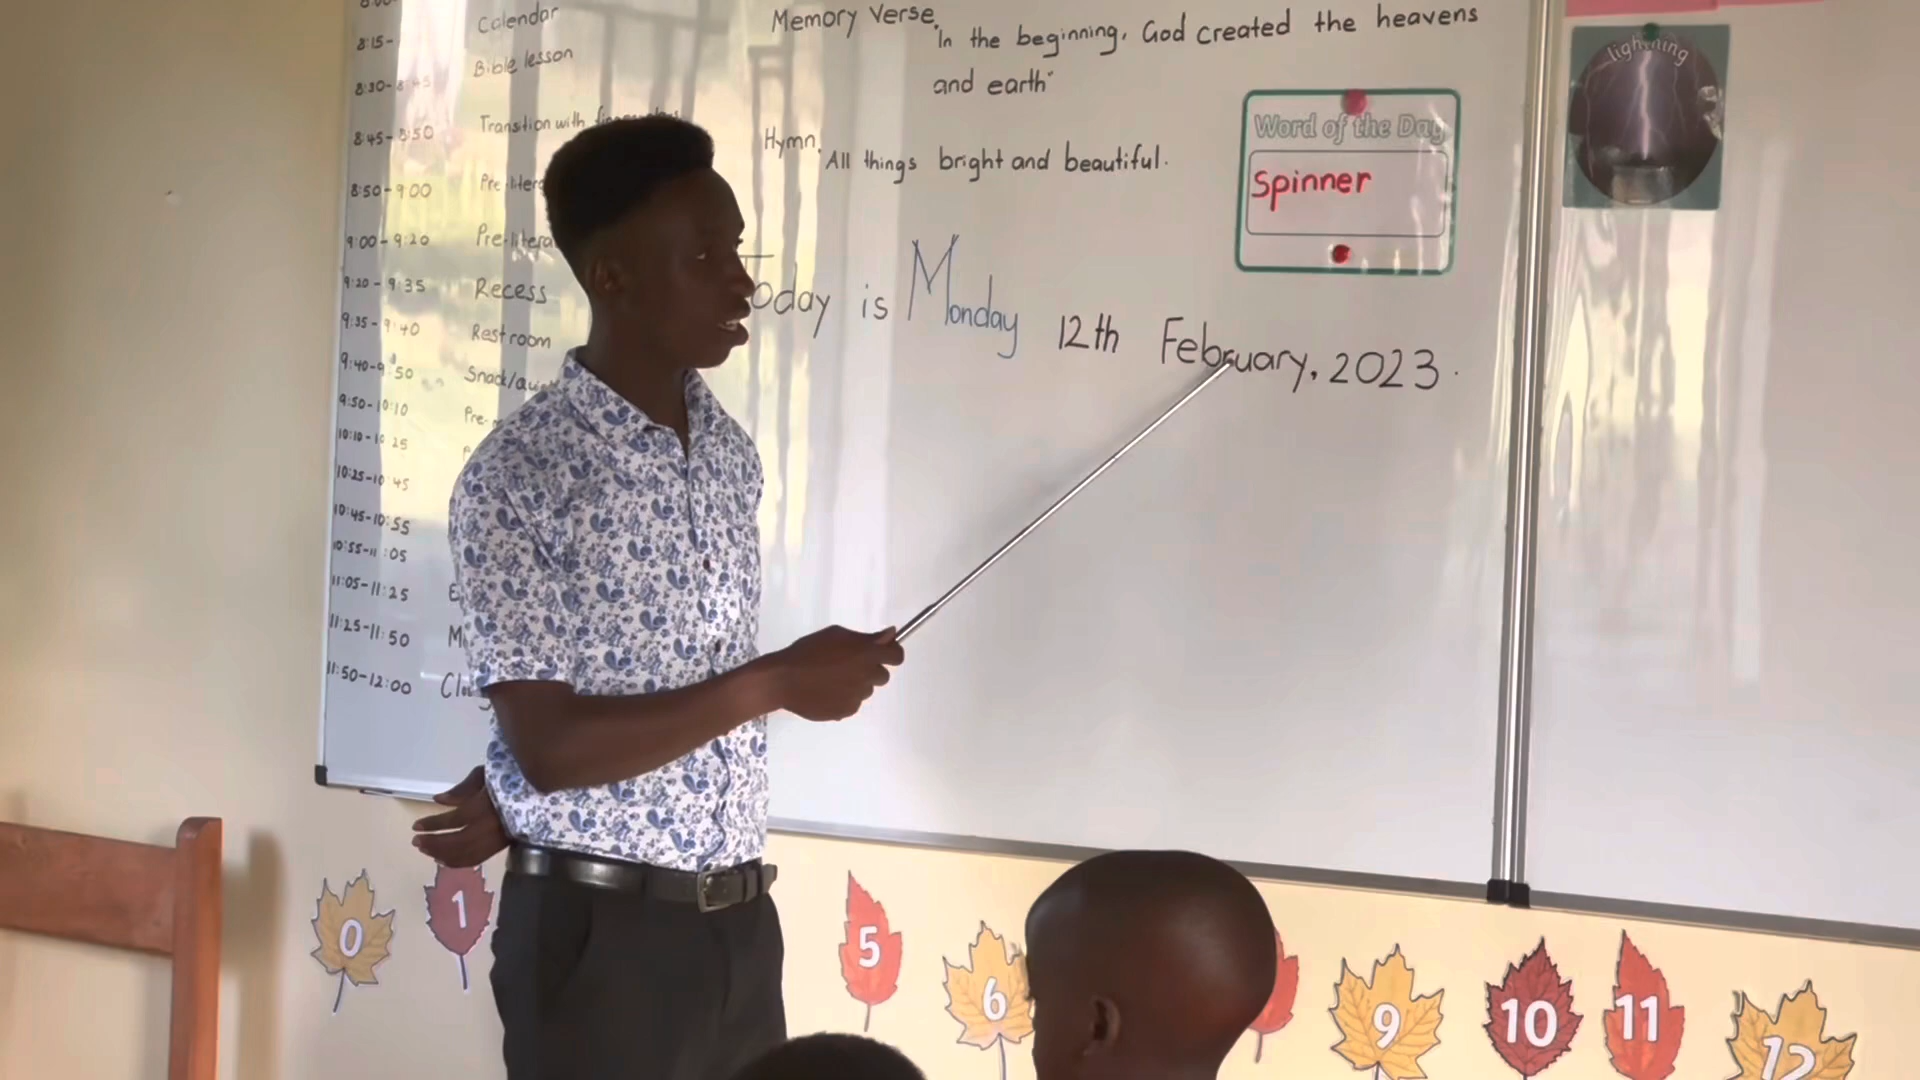 8:15-
Calendar
8:30-8:45
Bible lesson
8:45-8:50
Transition with
8:50-9:00
9:00-9:20
9:20-9:35
Recess
9:35-9:40
Restroom
9:40-9:50
9:50-10:10
10:10-10:25
10:25-10:45
10:45-10:55
10:55-11:05
11:05-11:25
11:25-11:50
11:50-12:00
Memory Verse.
"In the beginning, God created the heavens
and earth"
Hymn.
All things bright and beautiful.
Word of the Day
Spinner
Today is Monday 12th February, 2023.
lightning
0
1
5
6
9
10
11
12